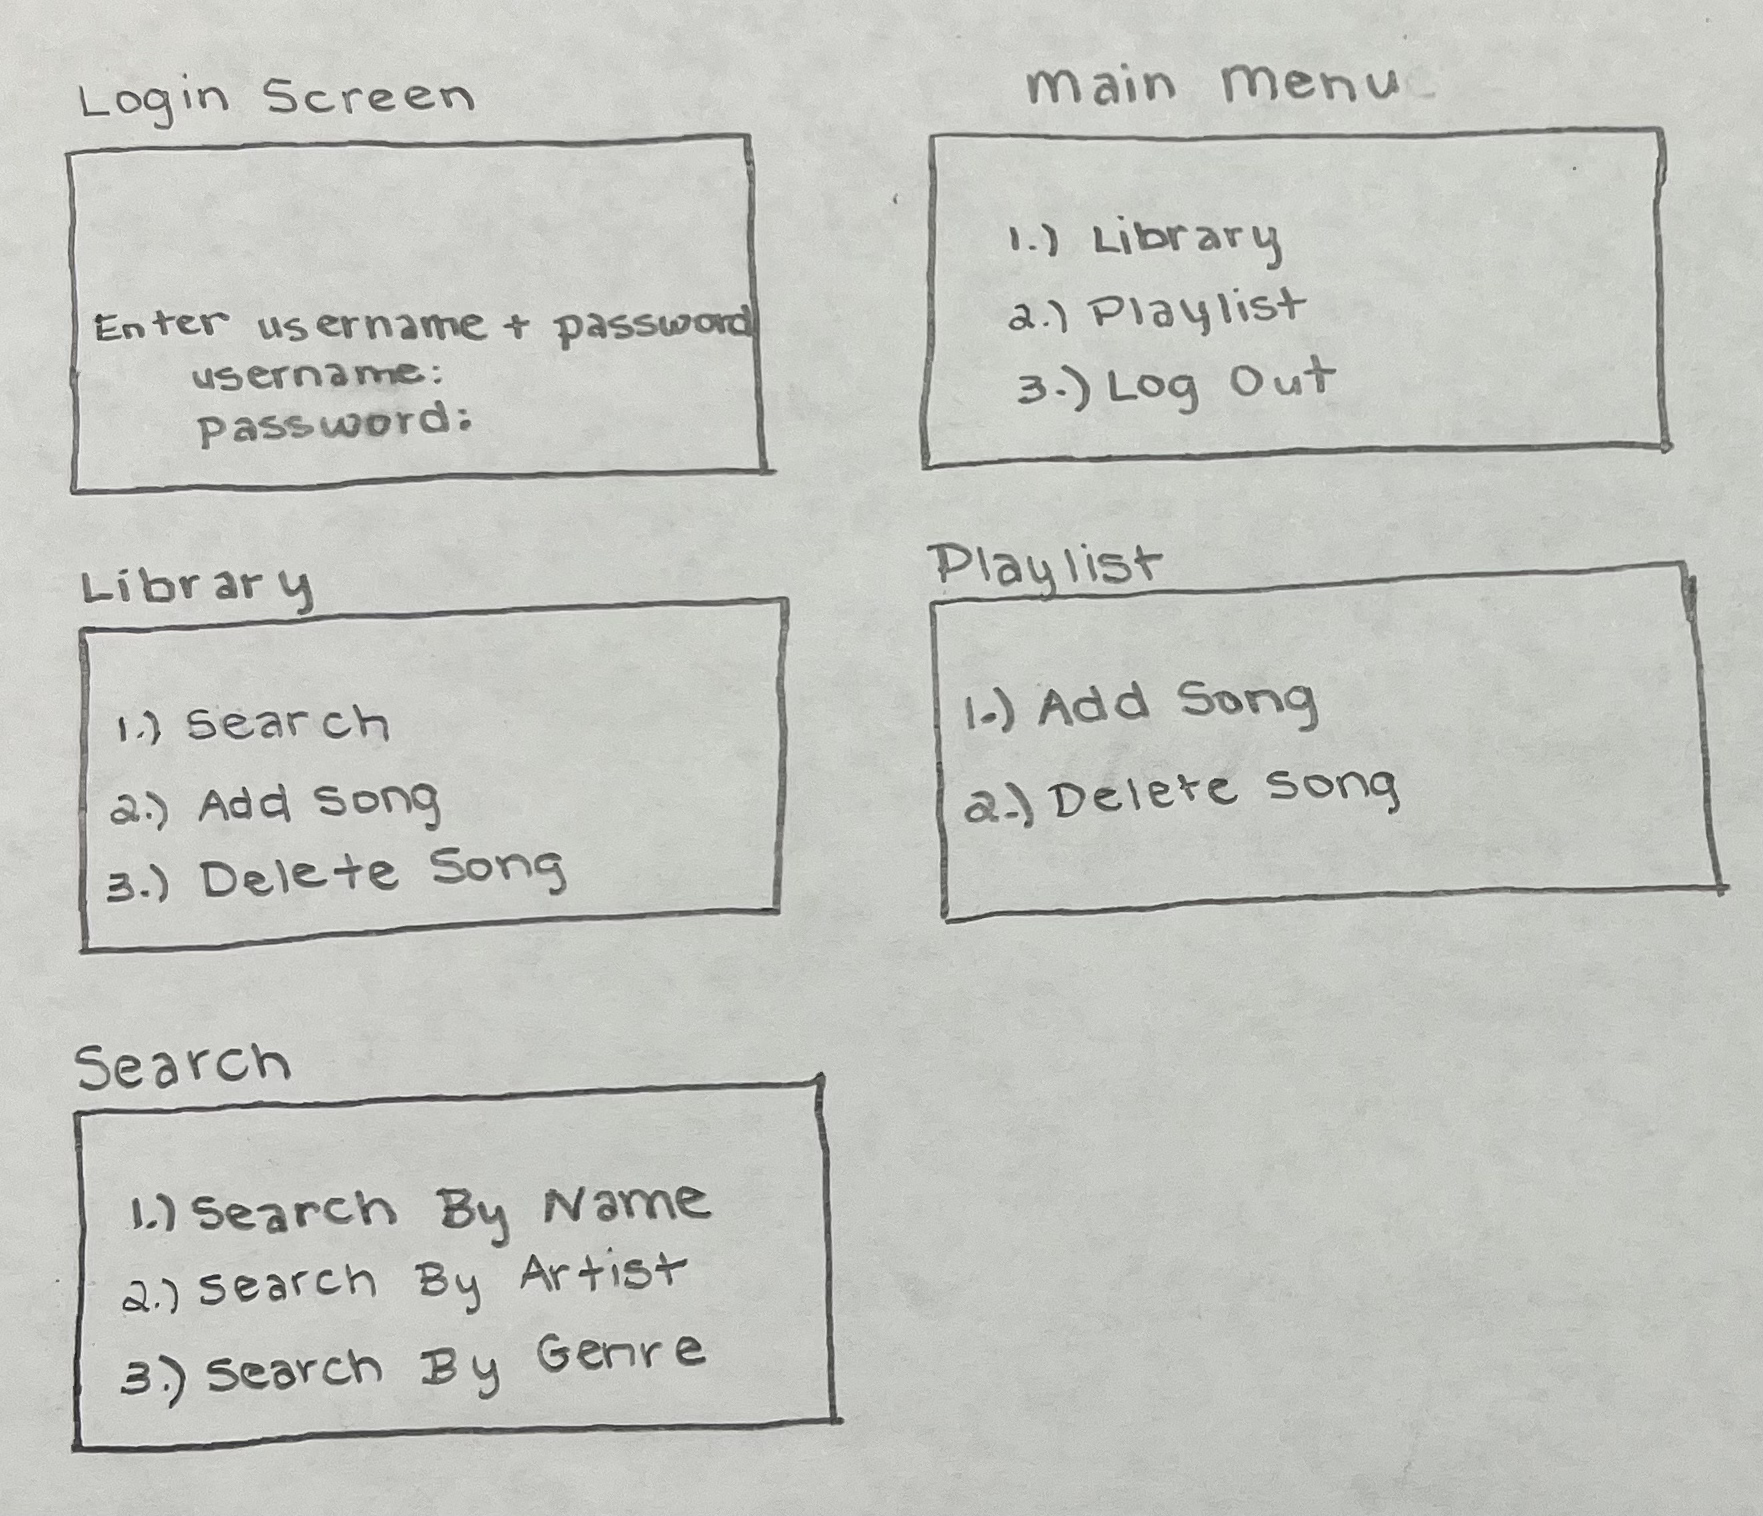 Login Screen
Enter username + password
username:
password:
Main Menu
1.) Library
2.) Playlist
3.) Log Out
Library
1.) Search
2.) Add Song
3.) Delete Song
Playlist
1.) Add Song
2.) Delete Song
Search
1.) Search By Name
2.) Search By Artist
3.) Search By Genre